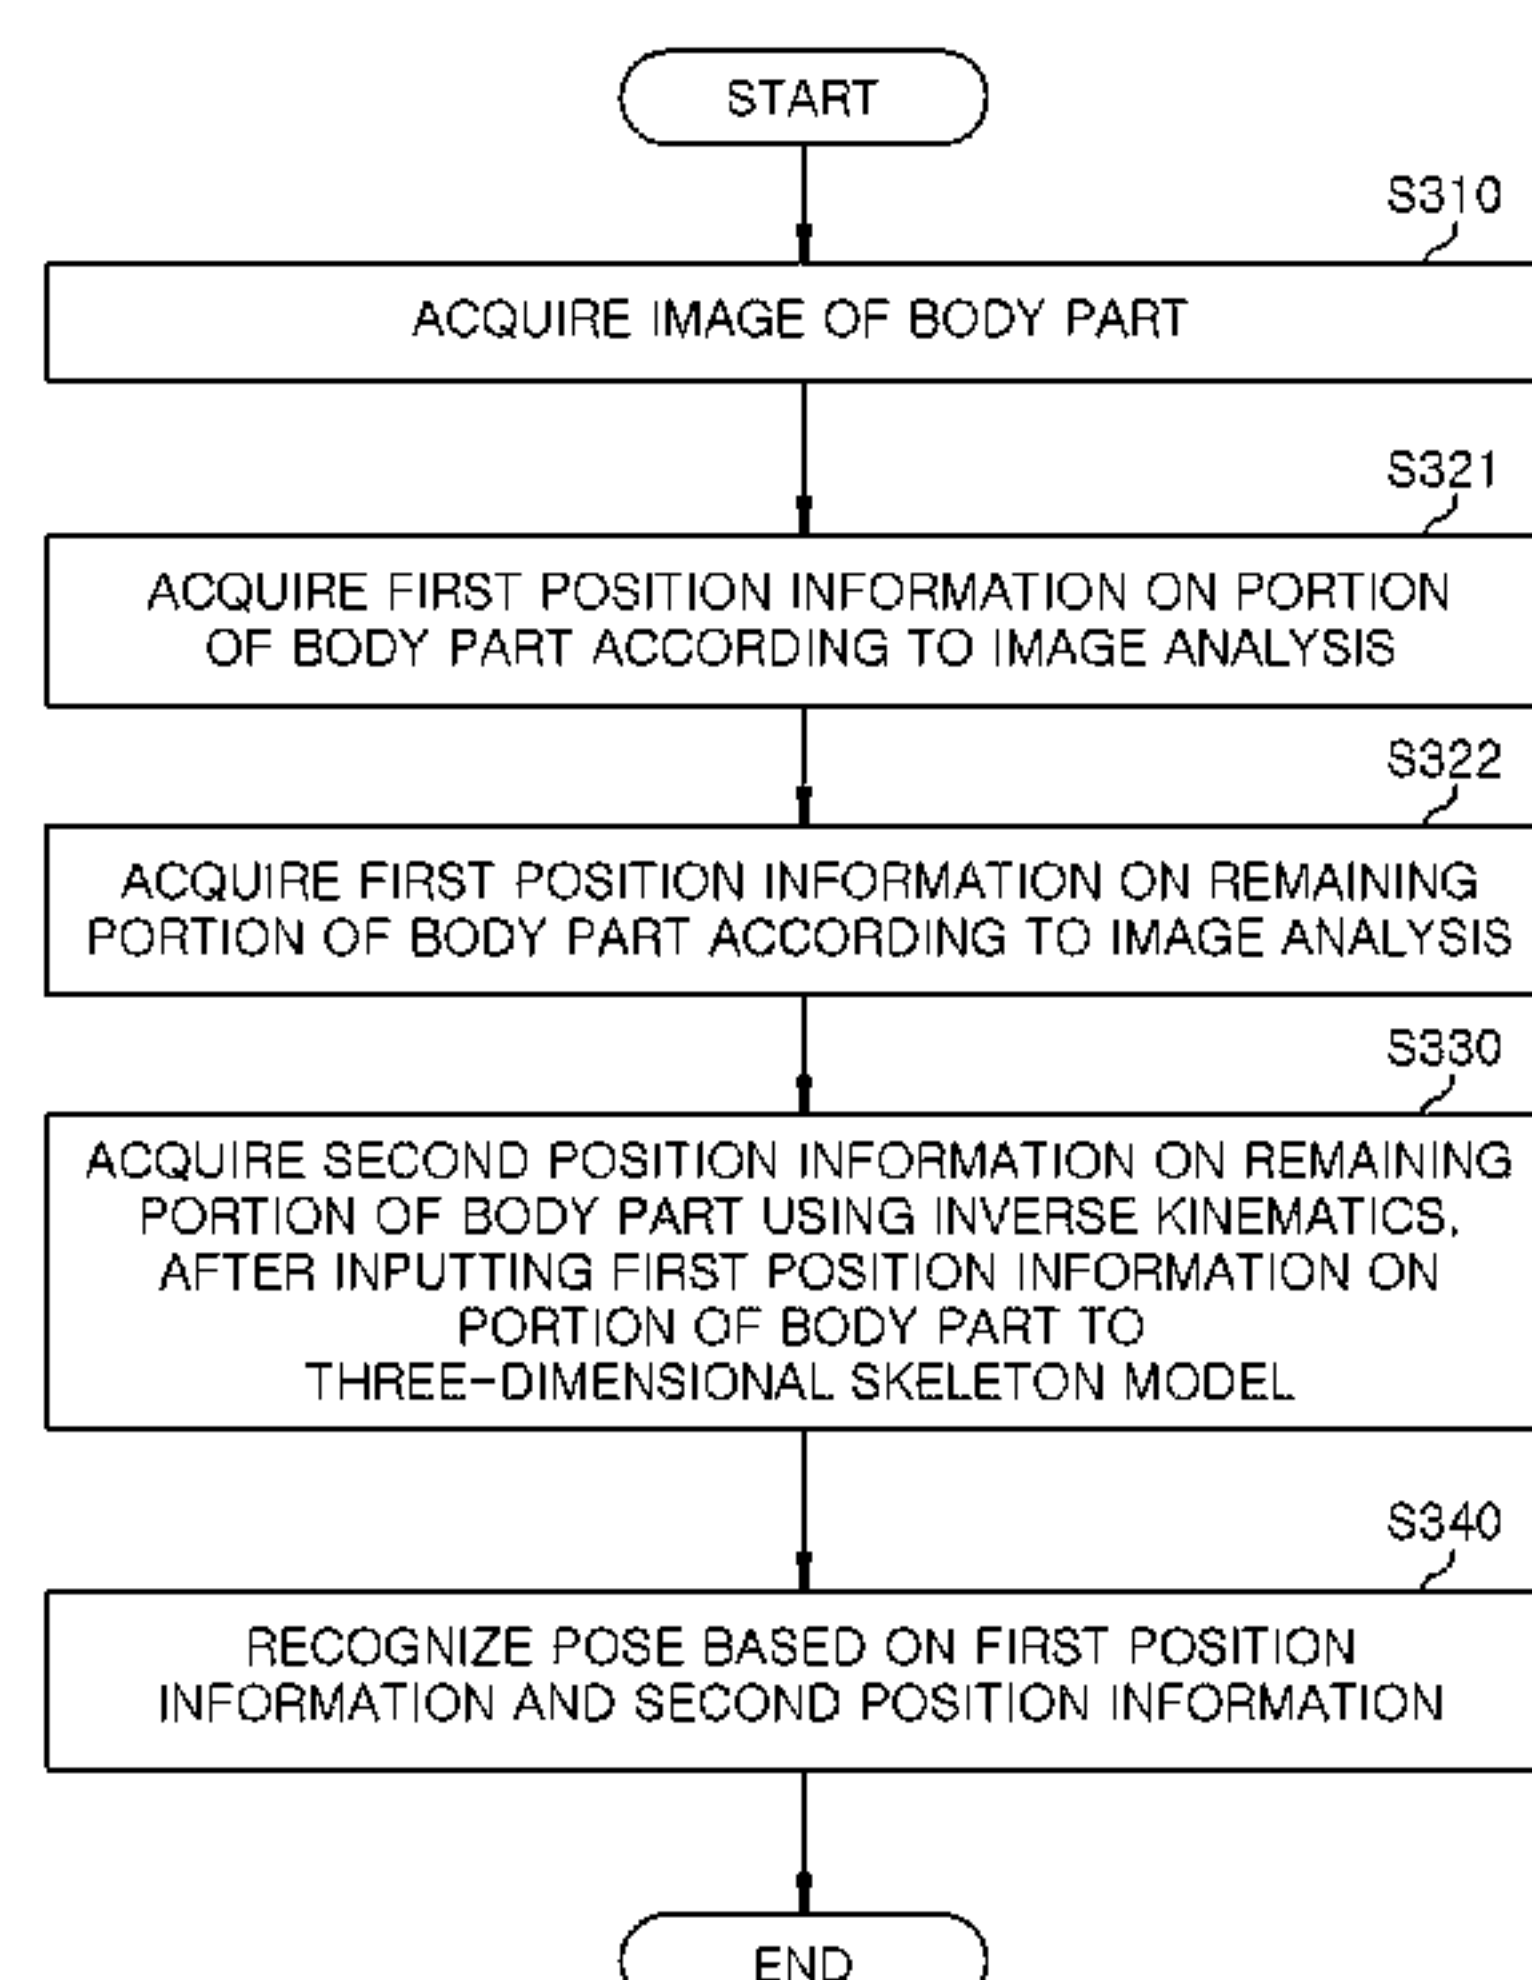 START
S310
ACQUIRE IMAGE OF BODY PART
S321
ACQUIRE FIRST POSITION INFORMATION ON PORTION
OF BODY PART ACCORDING TO IMAGE ANALYSIS
S322
ACQUIRE FIRST POSITION INFORMATION ON REMAINING
PORTION OF BODY PART ACCORDING TO IMAGE ANALYSIS
S330
ACQUIRE SECOND POSITION INFORMATION ON REMAINING
PORTION OF BODY PART USING INVERSE KINEMATICS,
AFTER INPUTTING FIRST POSITION INFORMATION ON
PORTION OF BODY PART TO
THREE-DIMENSIONAL SKELETON MODEL
S340
RECOGNIZE POSE BASED ON FIRST POSITION
INFORMATION AND SECOND POSITION INFORMATION
END